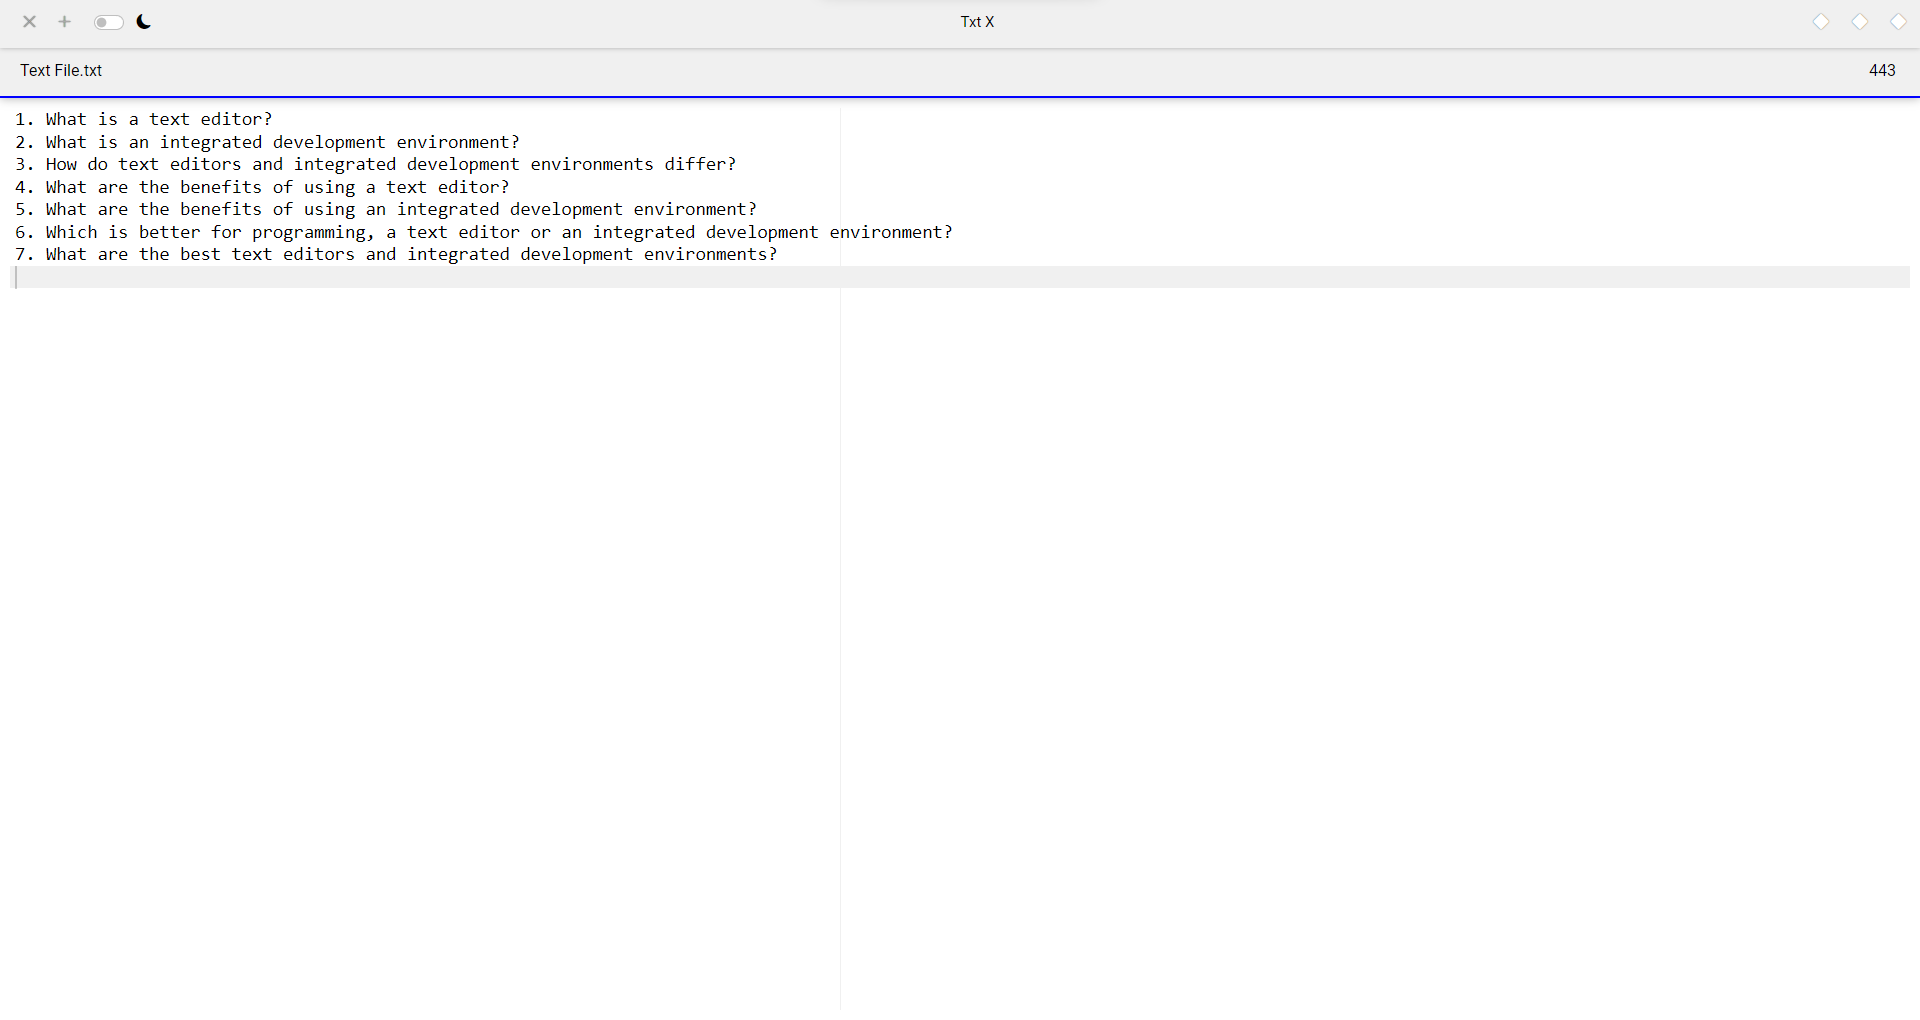 Txt X
Text File.txt
443
1. What is a text editor?
2. What is an integrated development environment?
3. How do text editors and integrated development environments differ?
4. What are the benefits of using a text editor?
5. What are the benefits of using an integrated development environment?
6. Which is better for programming, a text editor or an integrated development environment?
7. What are the best text editors and integrated development environments?